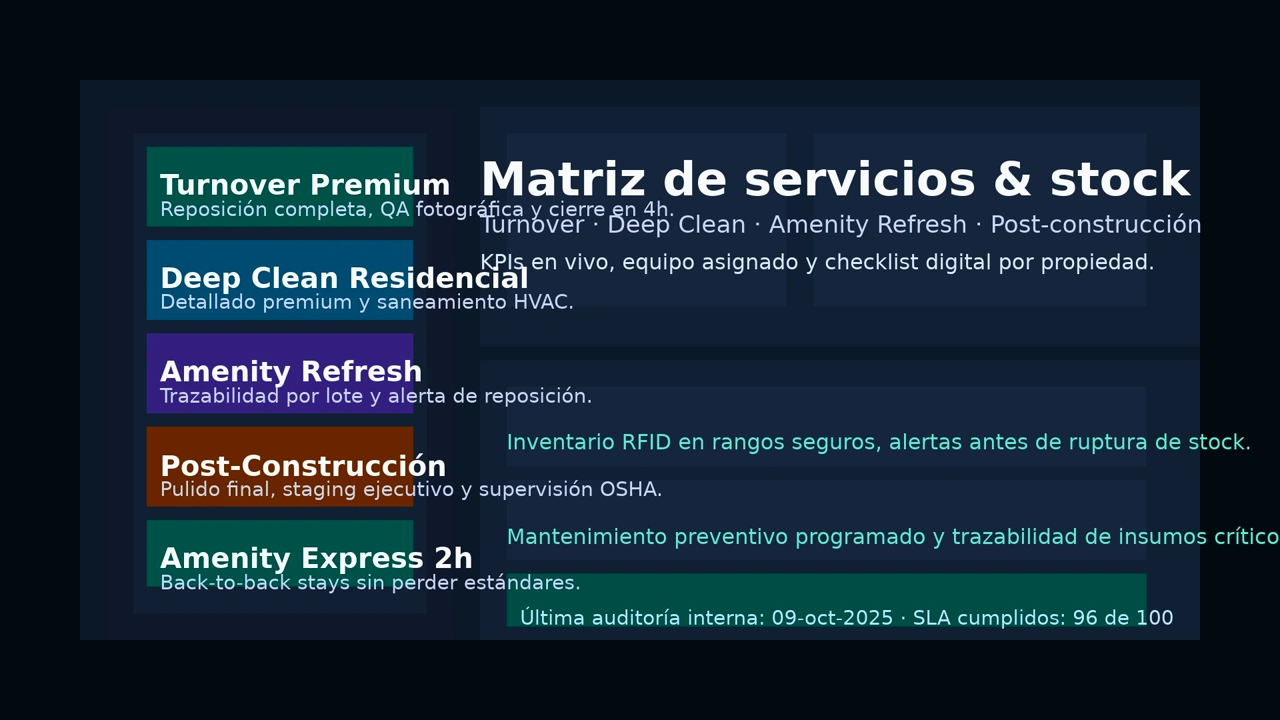 Turnover Premium
Reposición completa, QA fotográfica y cierre en 4h.
Deep Clean Residencial
Detallado premium y saneamiento HVAC.
Amenity Refresh
Trazabilidad por lote y alerta de reposición.
Post-Construcción
Pulido final, staging ejecutivo y supervisión OSHA.
Amenity Express 2h
Back-to-back stays sin perder estándares.
Matriz de servicios & stock
Turnover · Deep Clean · Amenity Refresh · Post-construcción
KPIs en vivo, equipo asignado y checklist digital por propiedad.
Inventario RFID en rangos seguros, alertas antes de ruptura de stock.
Mantenimiento preventivo programado y trazabilidad de insumos crítico
Última auditoría interna: 09-oct-2025 · SLA cumplidos: 96 de 100